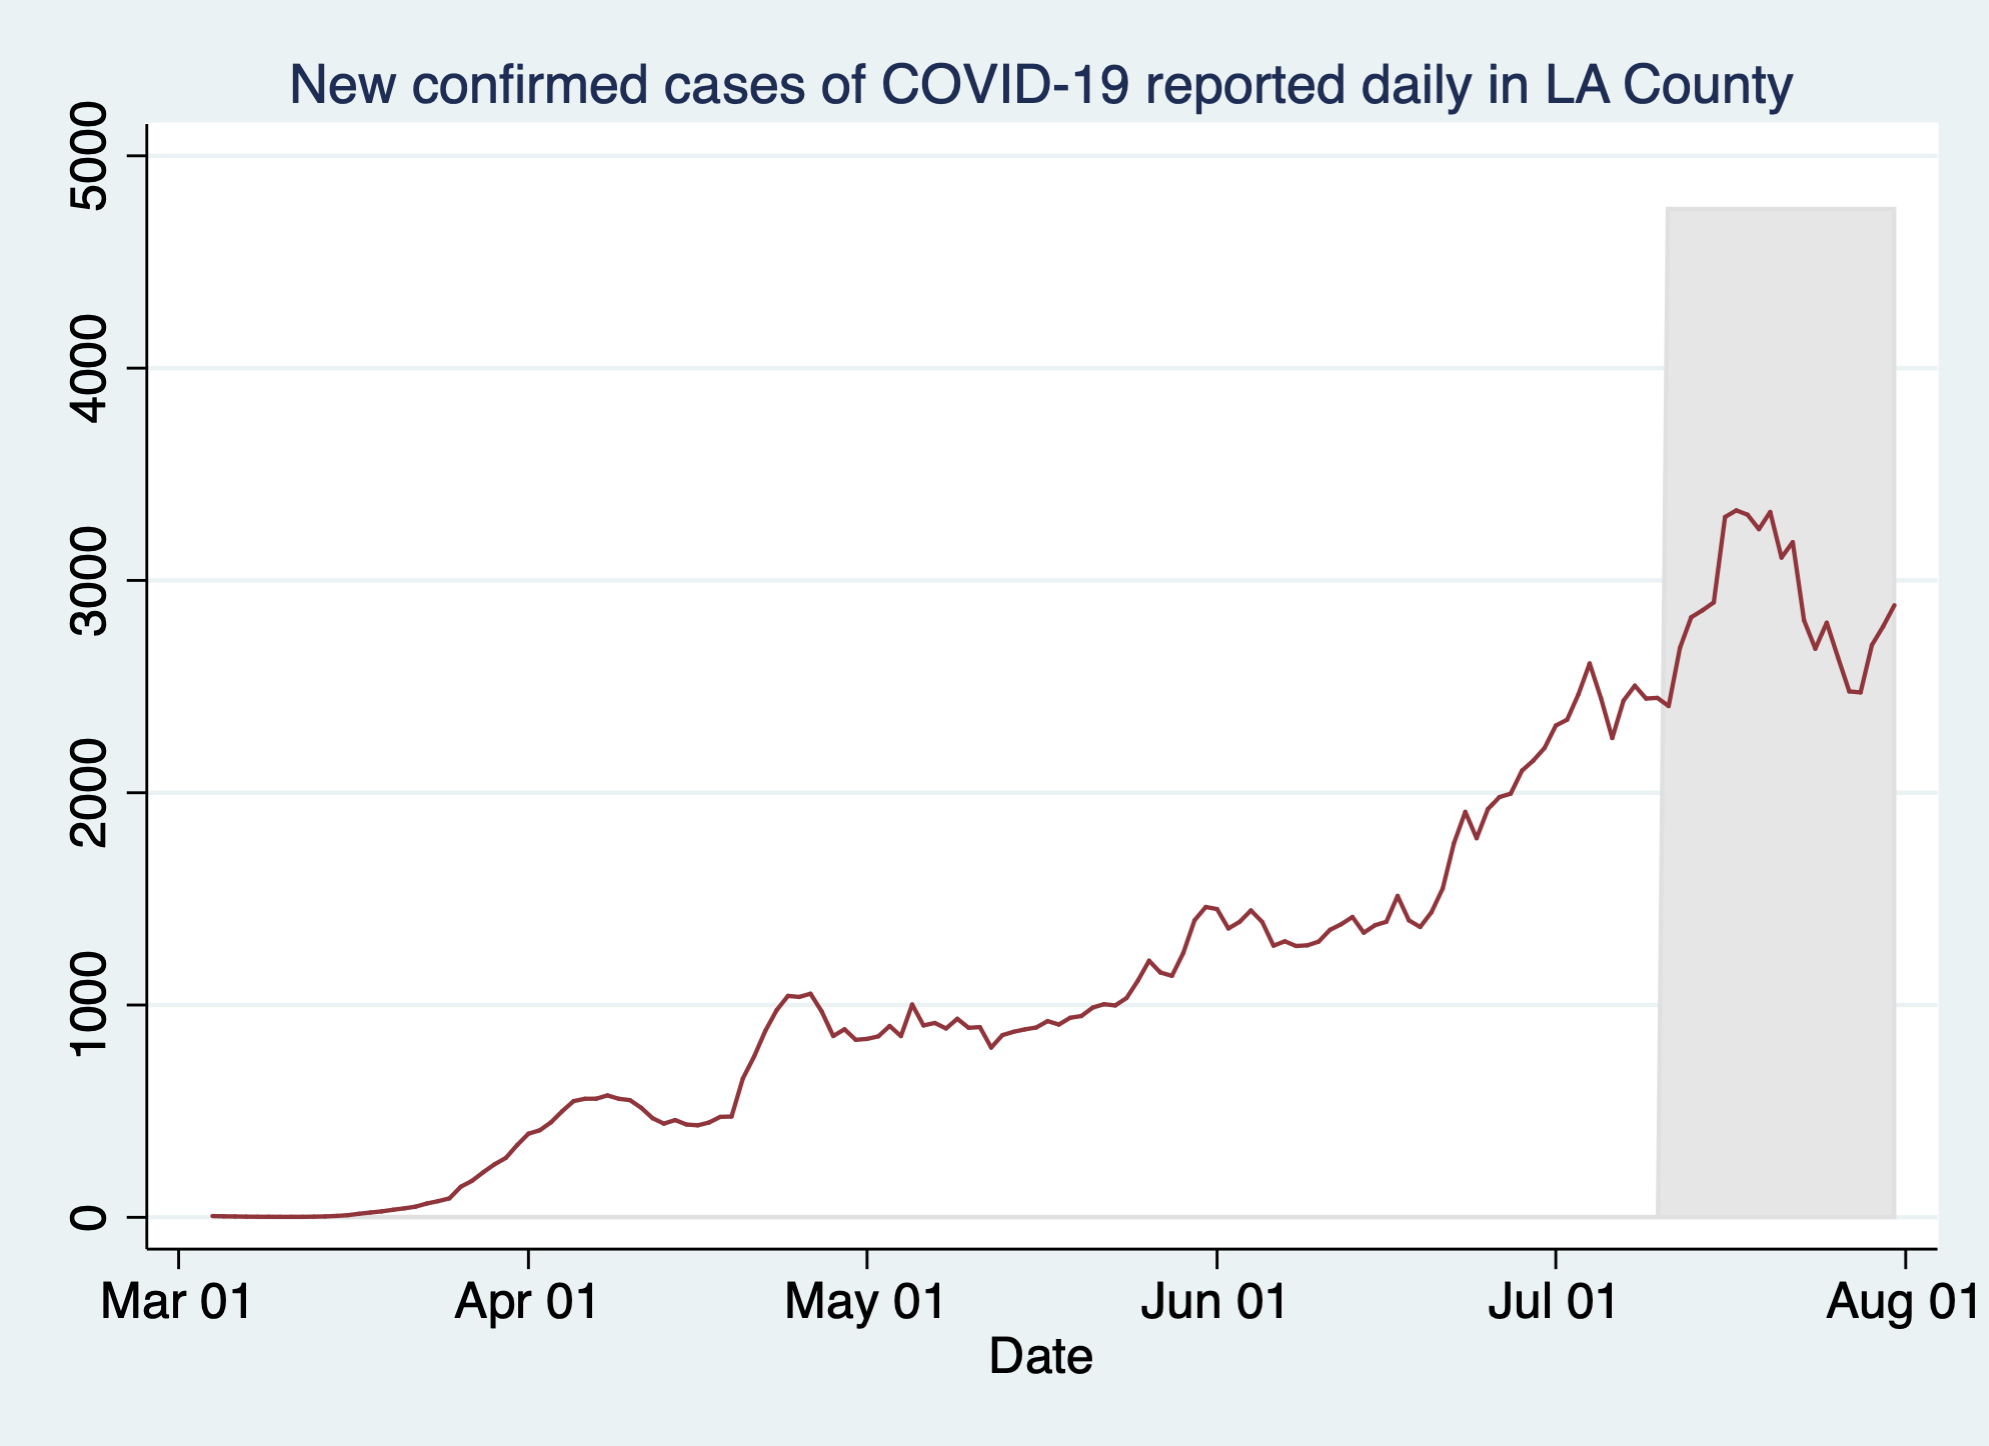 New confirmed cases of COVID-19 reported daily in LA County
5000
4000
3000
2000
1000
0
Mar 01 Apr 01 May 01 Jun 01 Jul 01 Aug 01
Date